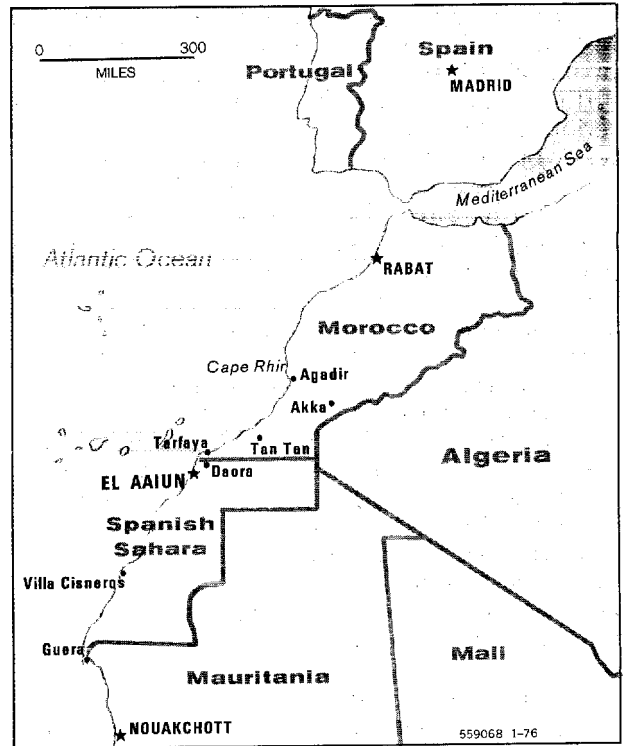 0 300
MILES
Portugal
Spain
MADRID
Mediterranean Sea
Atlantic Ocean
RABAT
Morocco
Cape Rhir
Agadir
Akka
Tarfaya
Tan Tan
Daora
EL AAIUN
Algeria
Spanish
Sahara
Villa Cisneros
Guera
Mauritania
Mali
NOUAKCHOTT
559068 1-76